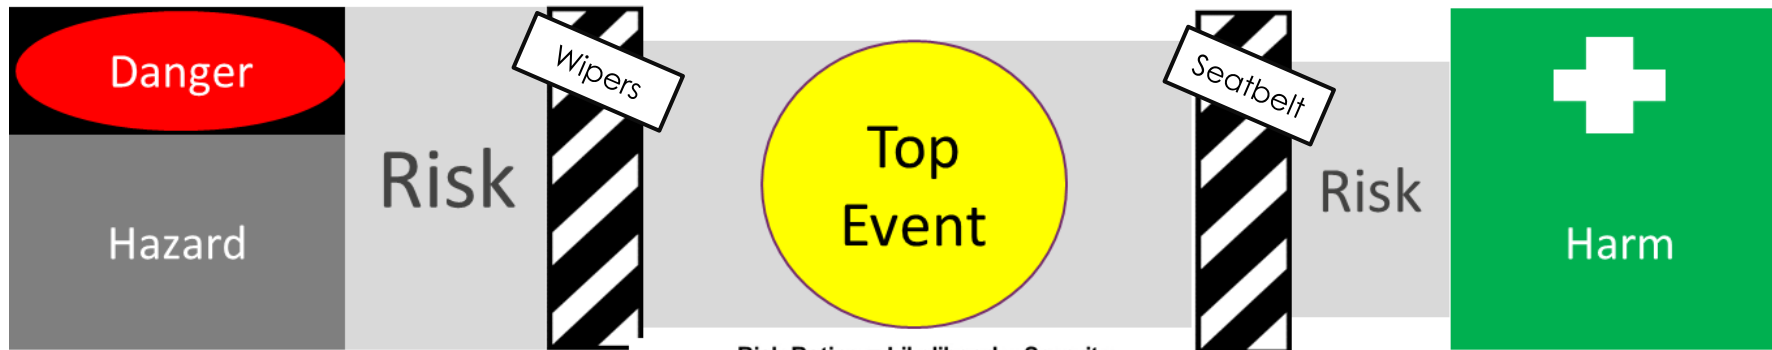 Danger
Hazard
Risk
Wipers
Top
Event
Seatbelt
Risk
Harm